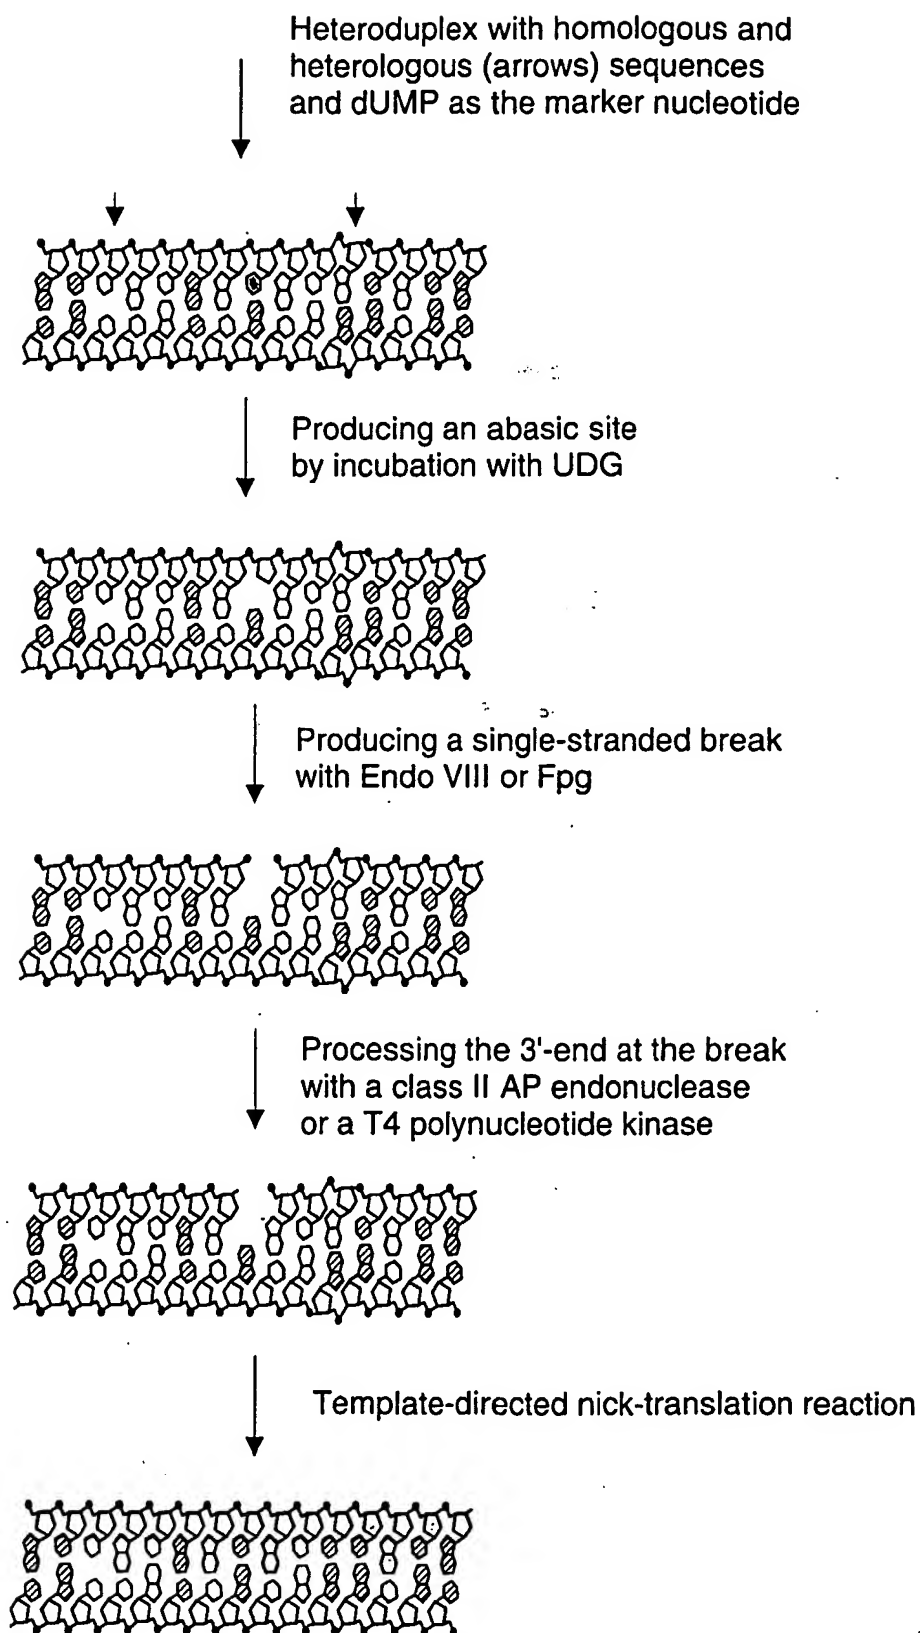 Heteroduplex with homologous and
heterologous (arrows) sequences
and dUMP as the marker nucleotide
Producing an abasic site
by incubation with UDG
Producing a single-stranded break
with Endo VIII or Fpg
Processing the 3'-end at the break
with a class II AP endonuclease
or a T4 polynucleotide kinase
Template-directed nick-translation reaction